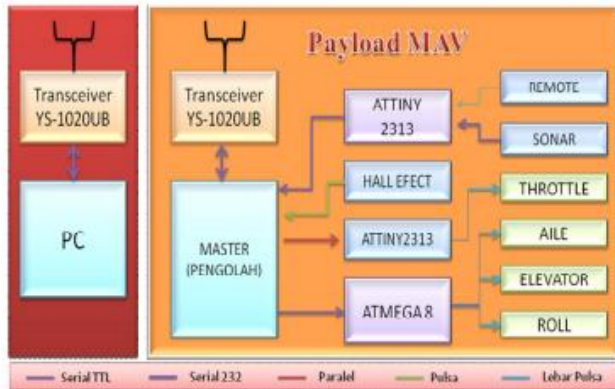 Payload MAV
Transceiver
YS-1020UB
PC
Transceiver
YS-1020UB
MASTER
(PENGOLAH)
ATTINY
2313
HALL EFECT
ATTINY2313
ATMEGA 8
REMOTE
SONAR
THROTTLE
AILE
ELEVATOR
ROLL
Serial TTL
Serial 232
Paralel
Pulsa
Lebar Pulsa